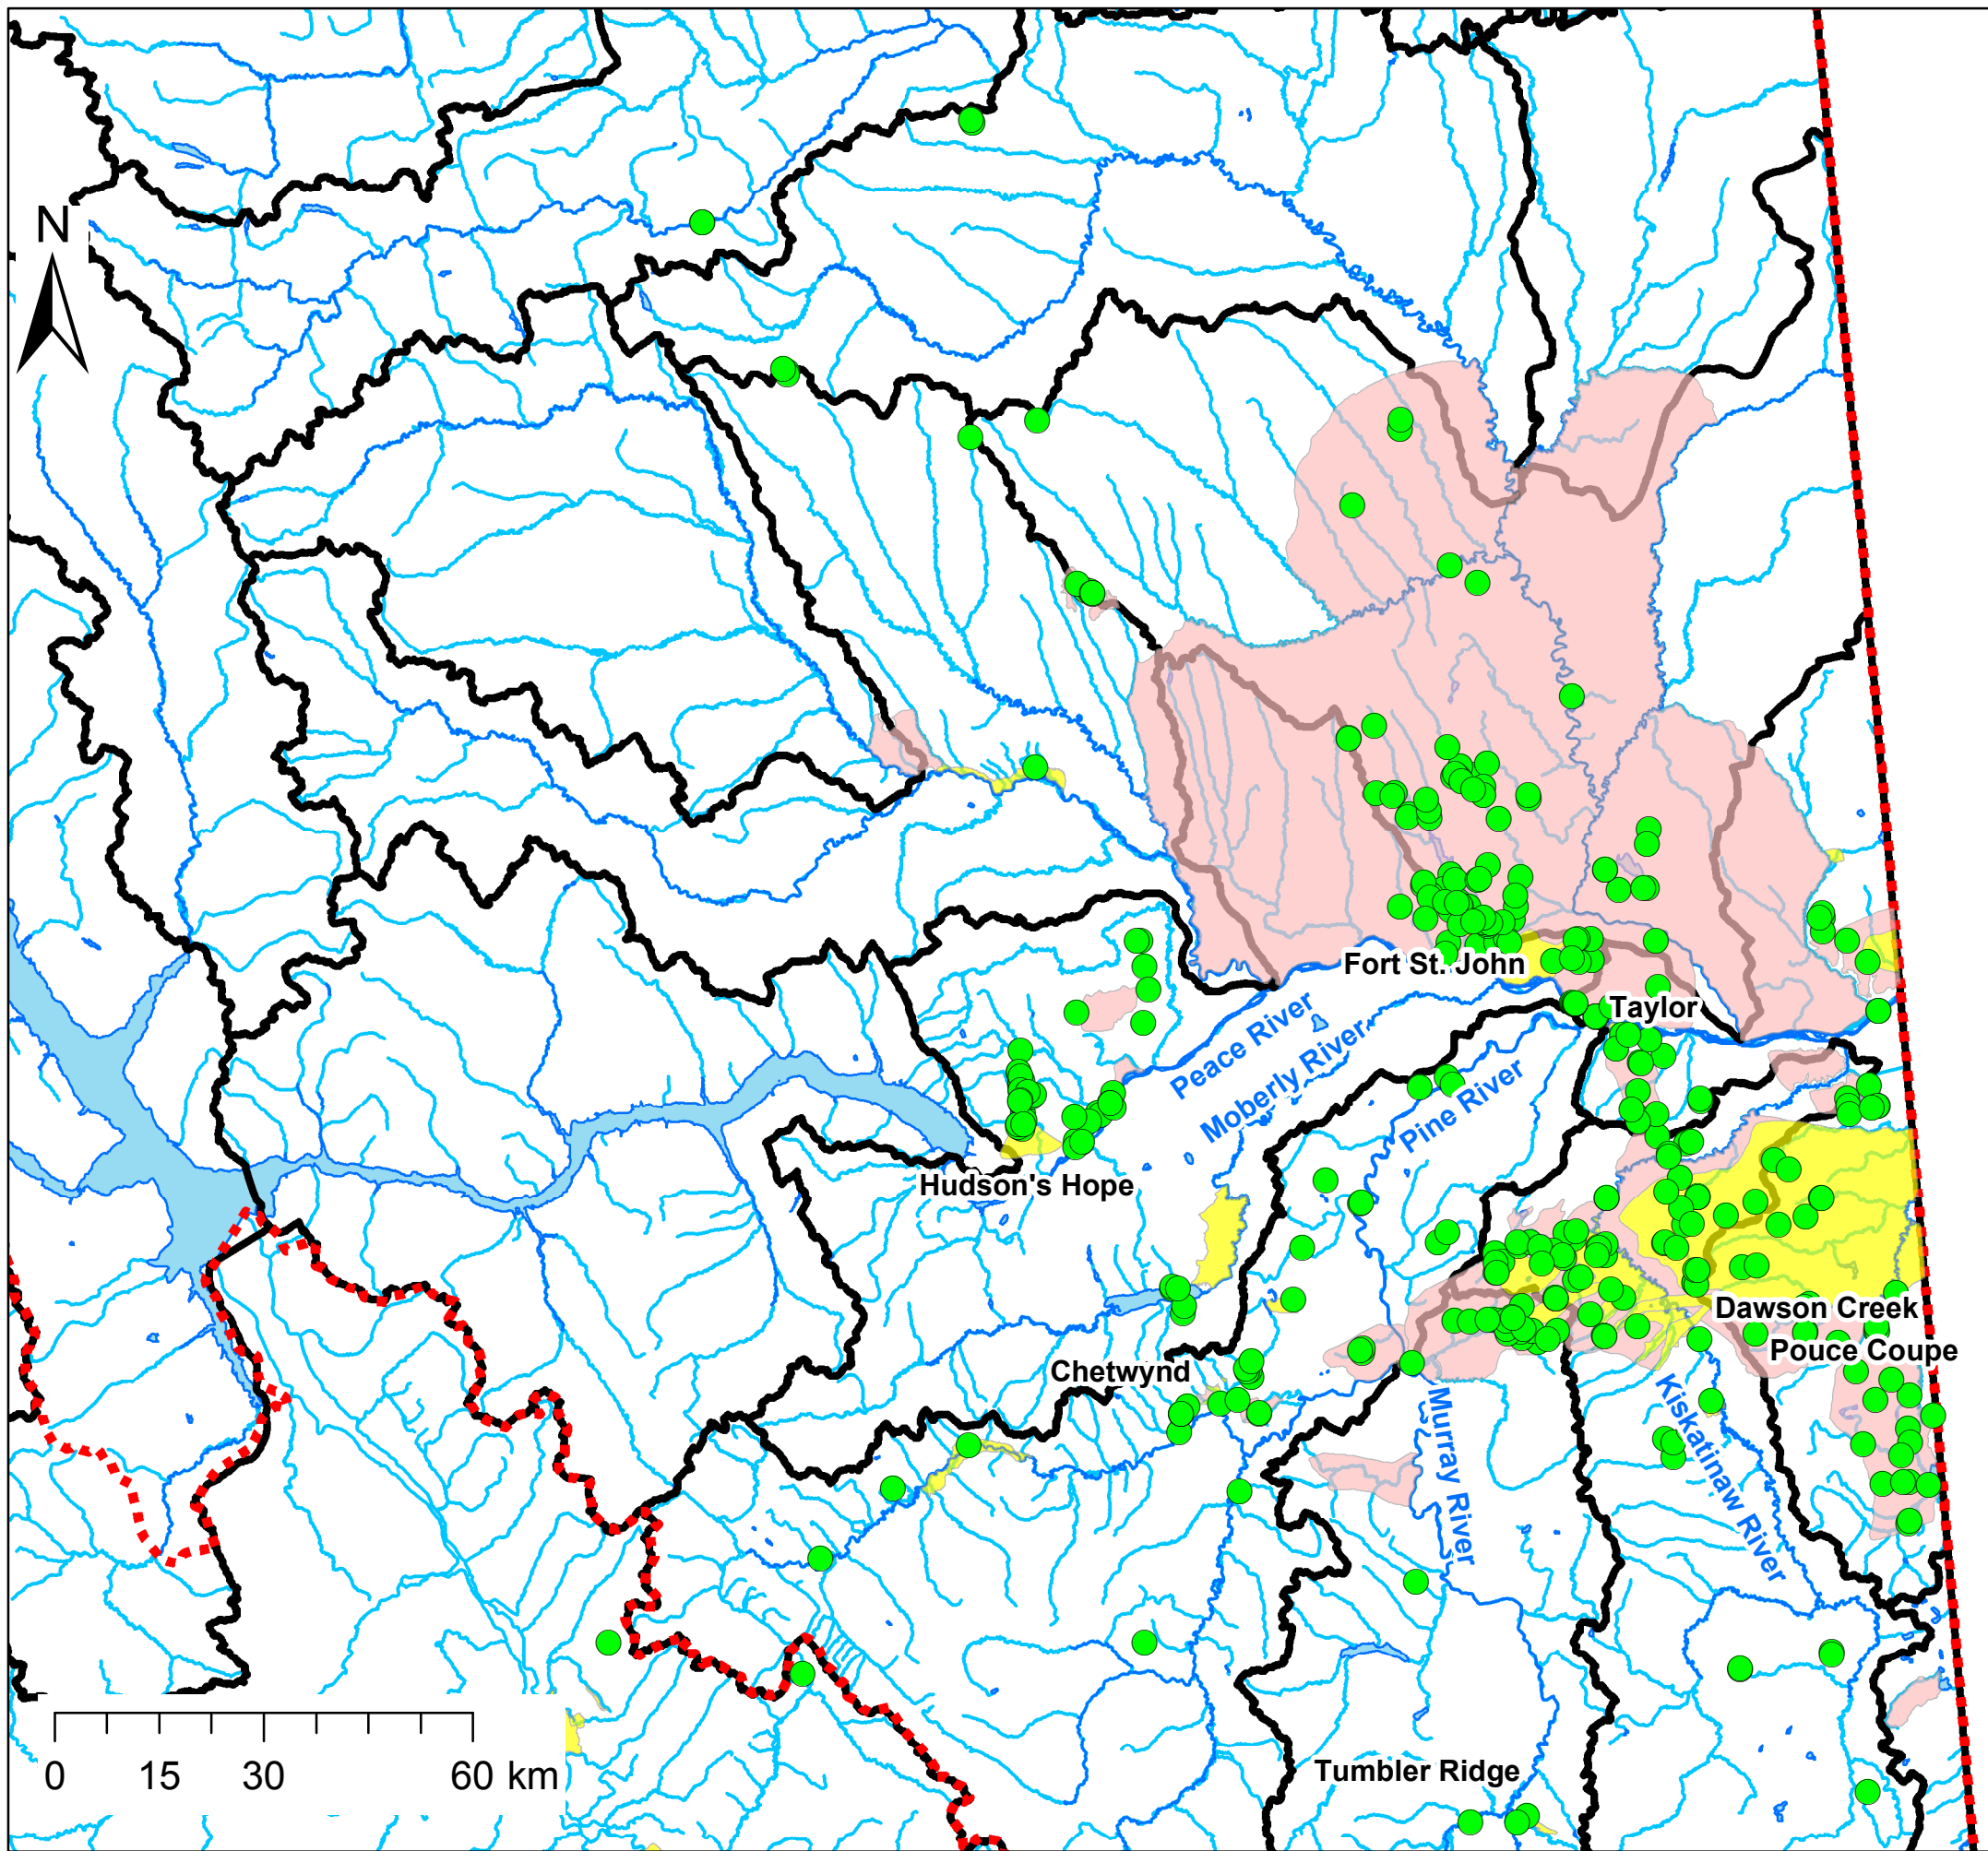 N
Fort St. John
Taylor
Peace River
Moberly River
Pine River
Hudson's Hope
Dawson Creek
Pouce Coupe
Chetwynd
Murray River
Kiskatinaw River
Tumbler Ridge
0 15 30 60 km